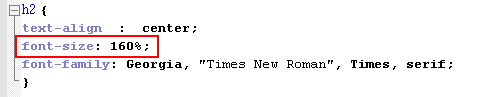 h2 {
text-align : center;
font-size: 160%;
font-family: Georgia, "Times New Roman", Times, serif;
}